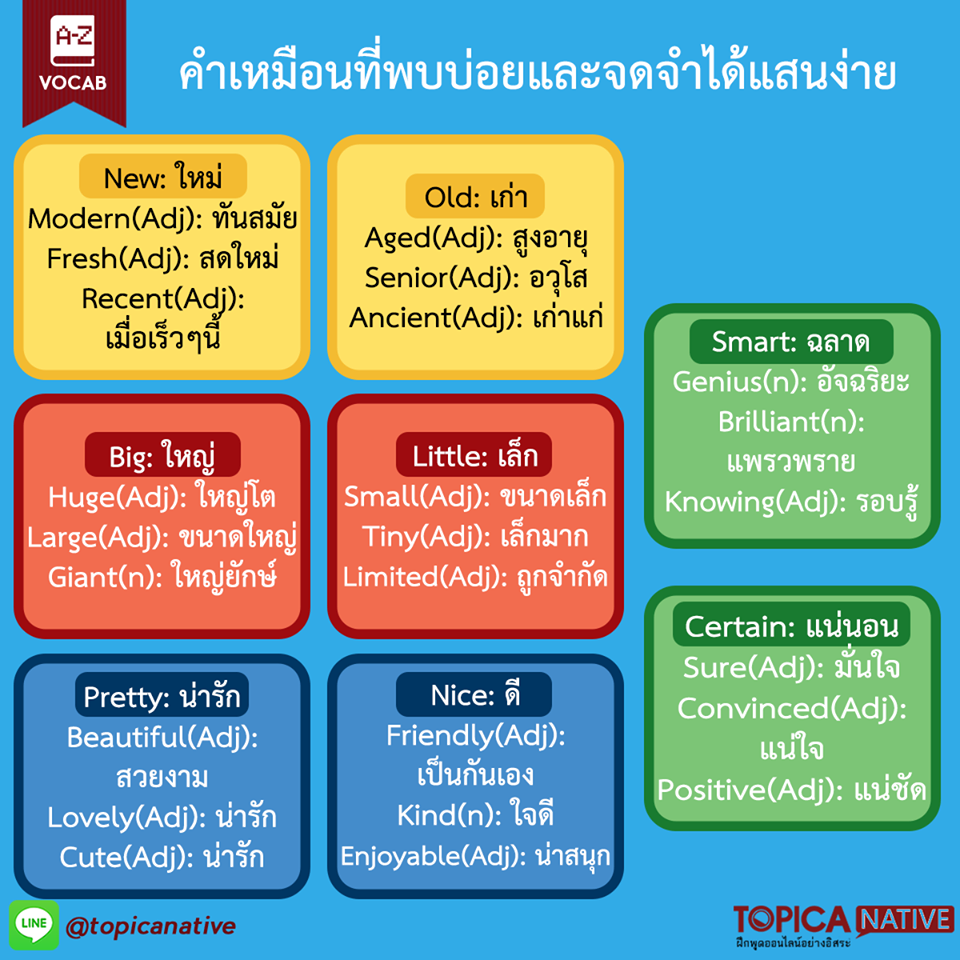 A-Z
VOCAB
คำเหมือนที่พบบ่อยและจดจำได้แสนง่าย
New: ใหม่
Modern(Adj): ทันสมัย
Fresh(Adj): สดใหม่
Recent(Adj):
เมื่อเร็วๆนี้
Old: เก่า
Aged(Adj): สูงอายุ
Senior(Adj): อวุโส
Ancient(Adj): เก่าแก่
Smart: ฉลาด
Genius(n): อัจฉริยะ
Brilliant(n):
แพรวพราย
Knowing(Adj): รอบรู้
Big: ใหญ่
Huge(Adj): ใหญ่โต
Large(Adj): ขนาดใหญ่
Giant(n): ใหญ่ยักษ์
Little: เล็ก
Small(Adj): ขนาดเล็ก
Tiny(Adj): เล็กมาก
Limited(Adj): ถูกจำกัด
Certain: แน่นอน
Sure(Adj): มั่นใจ
Convinced(Adj):
แน่ใจ
Positive(Adj): แน่ชัด
Pretty: น่ารัก
Beautiful(Adj):
สวยงาม
Lovely(Adj): น่ารัก
Cute(Adj): น่ารัก
Nice: ดี
Friendly(Adj):
เป็นกันเอง
Kind(n): ใจดี
Enjoyable(Adj): น่าสนุก
LINE @topicanative
TOPICA NATIVE
ฝึกพูดออนไลน์อย่างอิสระ